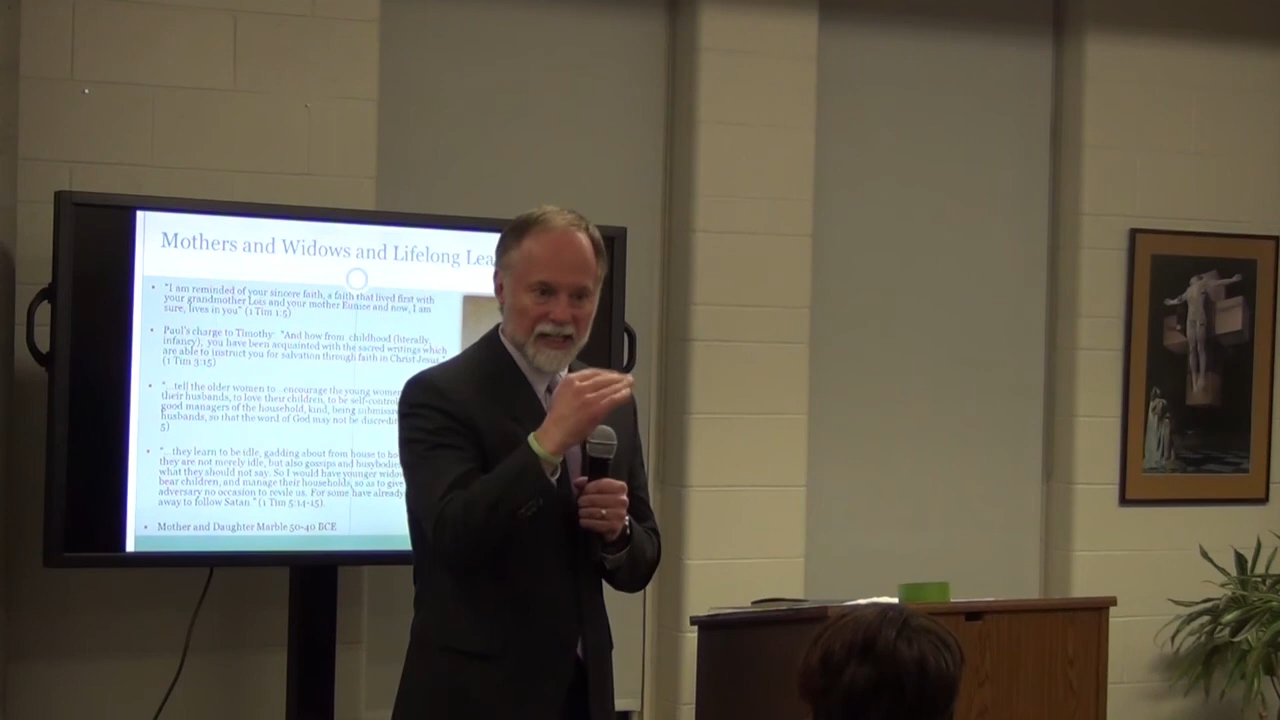 Mothers and Widows and Lifelong Lea
• "I am reminded of your sincere faith, a faith that lived first with
your grandmother Lois and your mother Eunise and now, I am
sure, lives in you" (1 Tim 1:5)
• Paul's charge to Timothy: "And how from childhood (literally,
infancy), you have been acquainted with the sacred writings which
are able to instruct you for salvation through faith in Christ Jesus."
(1 Tim 3:15)
• "...tell the older women to...encourage the young women
their husbands, to love their children, to be self-control
good managers of the household, kind, being submissive
husbands, so that the word of God may not be discredi
5)
• "...they learn to be idle, gadding about from house to ho
they are not merely idle, but also gossips and busybodies
what they should not say. So I would have younger widow
bear children, and manage their households, so as to give
adversary no occasion to revile us. For some have already
away to follow Satan." (1 Tim 5:14-15).
• Mother and Daughter Marble 50-40 BCE